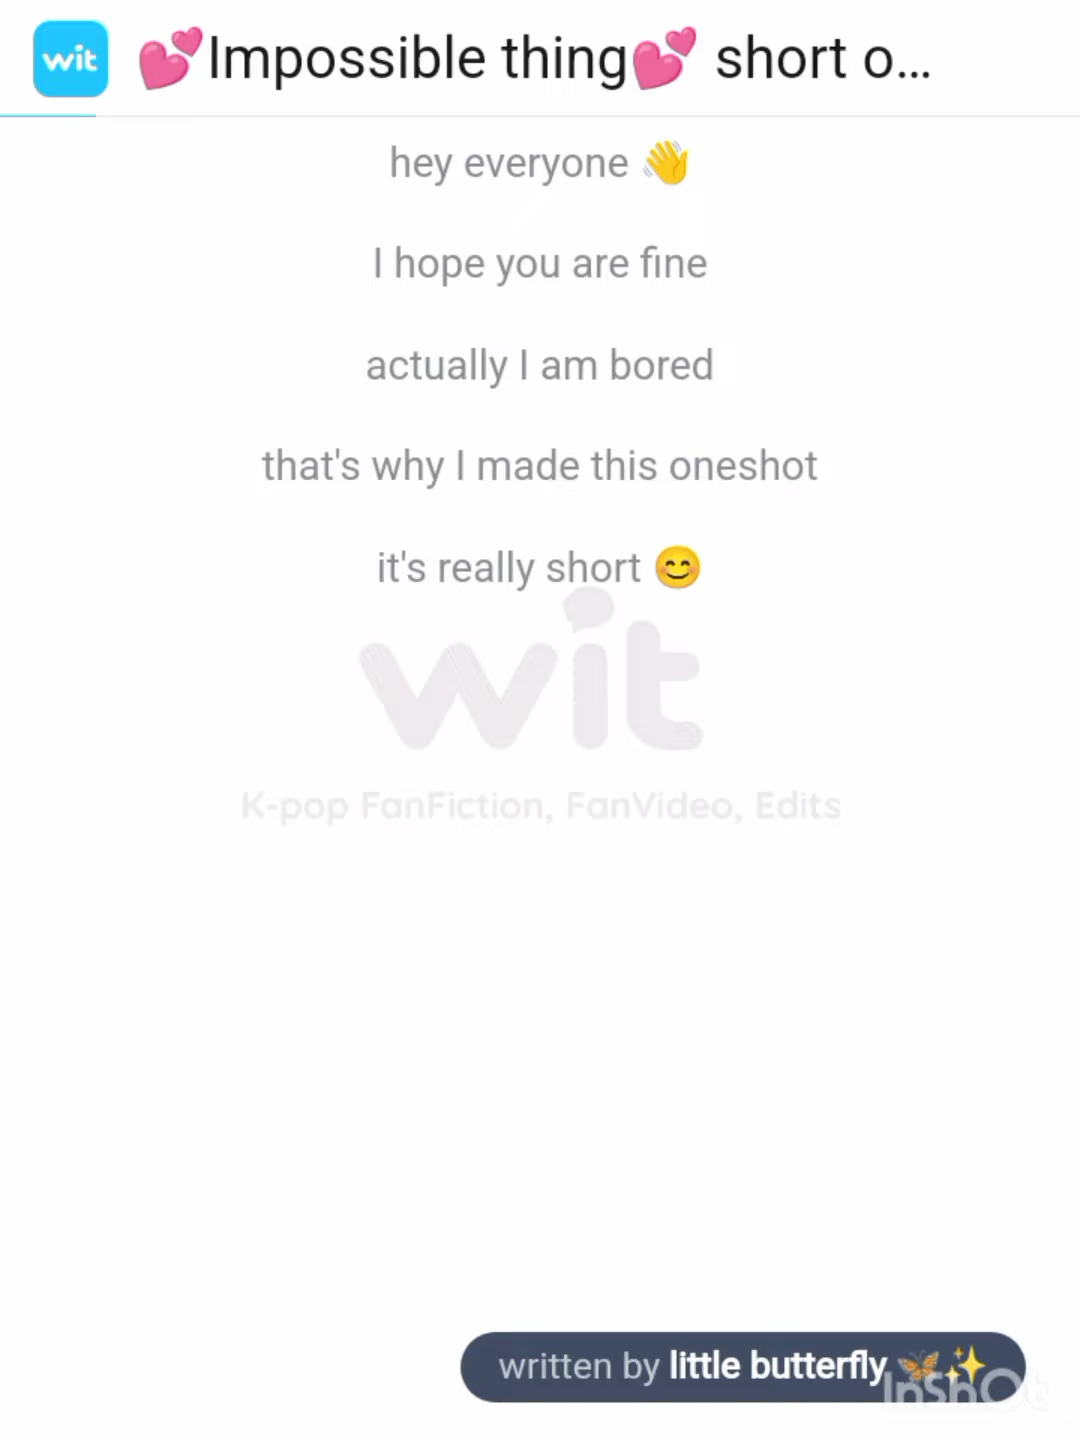 wit 💕Impossible thing💕 short o...
hey everyone 👋
I hope you are fine
actually I am bored
that's why I made this oneshot
it's really short 😊
wit
K-pop FanFiction, FanVideo, Edits
written by little butterfly 🦋✨
InShOt